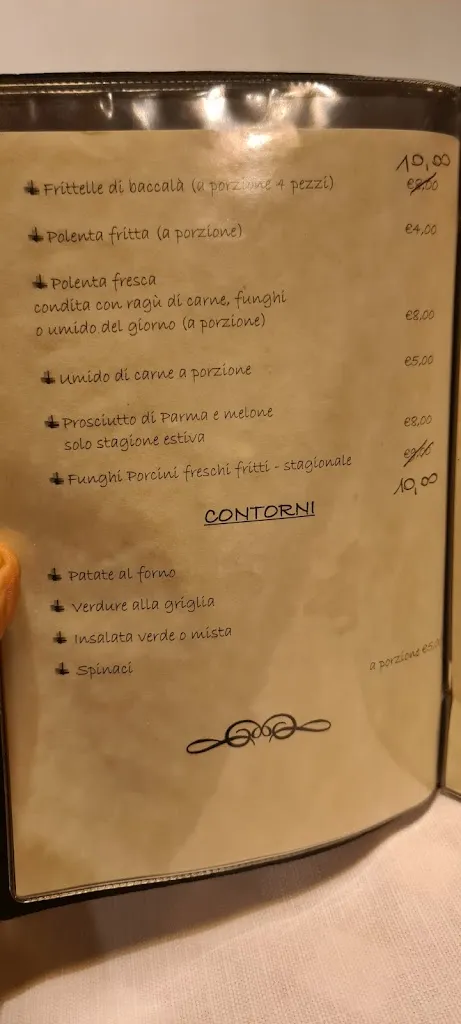 10,00
Frittelle di baccalà (a porzione 4 pezzi) €8,00
Polenta fritta (a porzione) €4,00
Polenta fresca
condita con ragù di carne, funghi
o umido del giorno (a porzione) €8,00
Umido di carne a porzione €5,00
Prosciutto di Parma e melone €8,00
solo stagione estiva
Funghi Porcini freschi fritti - stagionale
10,00
CONTORNI
Patate al forno
Verdure alla griglia
Insalata verde o mista
Spinaci
a porzione